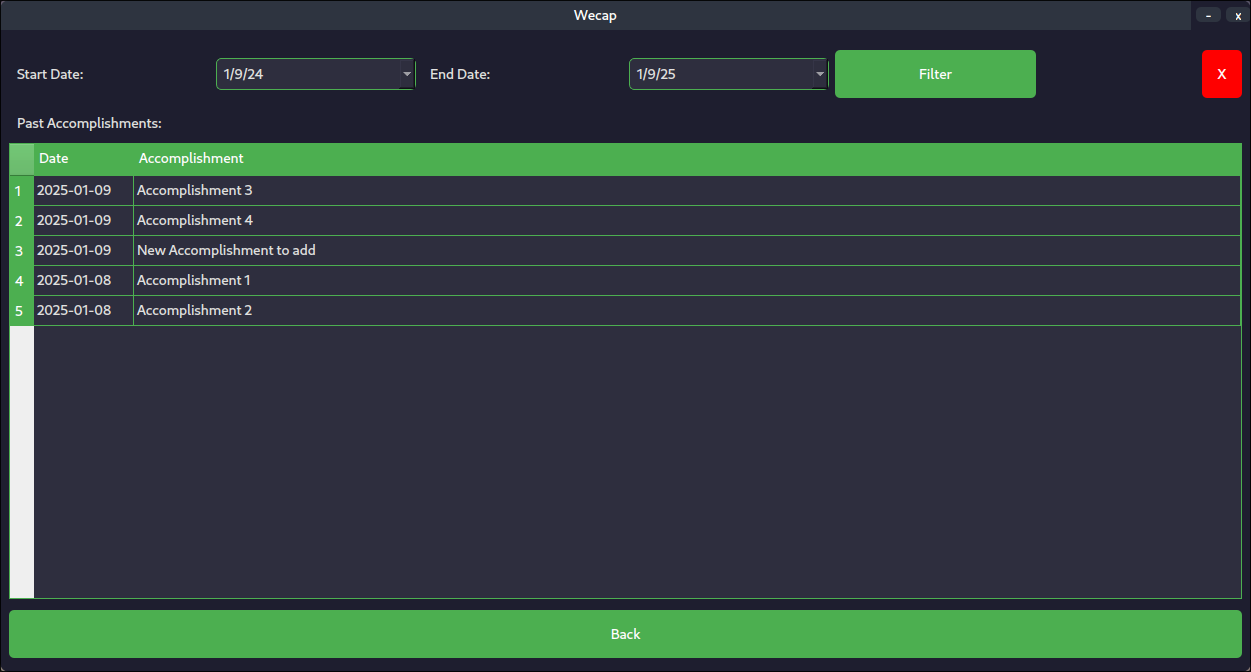 Wecap - x
Start Date: 1/9/24 End Date: 1/9/25 Filter X
Past Accomplishments:
Date Accomplishment
1 2025-01-09 Accomplishment 3
2 2025-01-09 Accomplishment 4
3 2025-01-09 New Accomplishment to add
4 2025-01-08 Accomplishment 1
5 2025-01-08 Accomplishment 2
Back